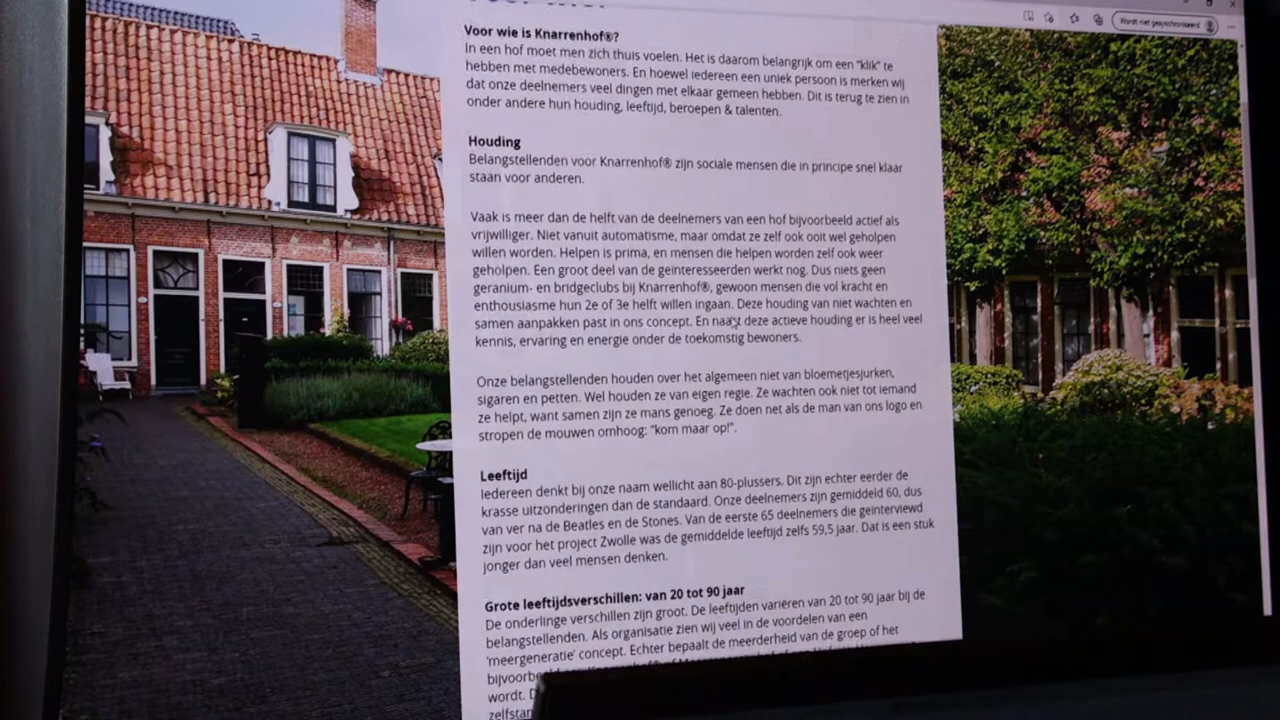 Wordt niet gesynchroniseerd
Voor wie is Knarrenhof®?
In een hof moet men zich thuis voelen. Het is daarom belangrijk om een "klik" te
hebben met medebewoners. En hoewel iedereen een uniek persoon is merken wij
dat onze deelnemers veel dingen met elkaar gemeen hebben. Dit is terug te zien in
onder andere hun houding, leeftijd, beroepen & talenten.
Houding
Belangstellenden voor Knarrenhof® zijn sociale mensen die in principe snel klaar
staan voor anderen.
Vaak is meer dan de helft van de deelnemers van een hof bijvoorbeeld actief als
vrijwilliger. Niet vanuit automatisme, maar omdat ze zelf ook ooit wel geholpen
willen worden. Helpen is prima, en mensen die helpen worden zelf ook weer
geholpen. Een groot deel van de geïnteresseerden werkt nog. Dus niets geen
geranium- en bridgeclubs bij Knarrenhof®, gewoon mensen die vol kracht en
enthousiasme hun 2e of 3e helft willen ingaan. Deze houding van niet wachten en
samen aanpakken past in ons concept. En naast deze actieve houding er is heel veel
kennis, ervaring en energie onder de toekomstig bewoners.
Onze belangstellenden houden over het algemeen niet van bloemetjesjurken,
sigaren en petten. Wel houden ze van eigen regie. Ze wachten ook niet tot iemand
ze helpt, want samen zijn ze mans genoeg. Ze doen net als de man van ons logo en
stropen de mouwen omhoog: "kom maar op!".
Leeftijd
Iedereen denkt bij onze naam wellicht aan 80-plussers. Dit zijn echter eerder de
krasse uitzonderingen dan de standaard. Onze deelnemers zijn gemiddeld 60, dus
van ver na de Beatles en de Stones. Van de eerste 65 deelnemers die geïnterviewd
zijn voor het project Zwolle was de gemiddelde leeftijd zelfs 59,5 jaar. Dat is een stuk
jonger dan veel mensen denken.
Grote leeftijdsverschillen: van 20 tot 90 jaar
De onderlinge verschillen zijn groot. De leeftijden variëren van 20 tot 90 jaar bij de
belangstellenden. Als organisatie zien wij veel in de voordelen van een
'meergeneratie' concept. Echter bepaalt de meerderheid van de groep of het
wordt.